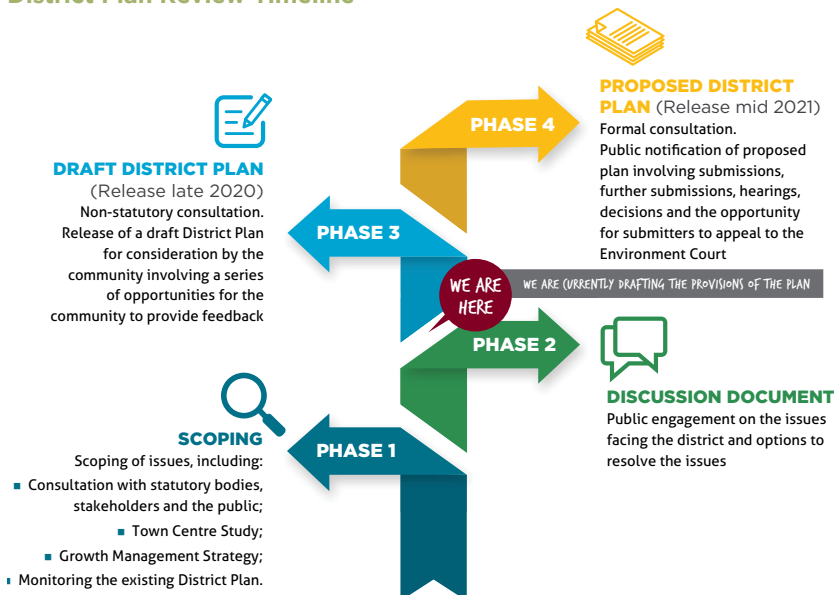 District Plan Review Timeline
PHASE 4
PROPOSED DISTRICT
PLAN (Release mid 2021)
Formal consultation.
Public notification of proposed
plan involving submissions,
further submissions, hearings,
decisions and the opportunity
for submitters to appeal to the
Environment Court
DRAFT DISTRICT PLAN
(Release late 2020)
Non-statutory consultation.
Release of a draft District Plan
for consideration by the
community involving a series
of opportunities for the
community to provide feedback
PHASE 3
WE ARE
HERE
WE ARE CURRENTLY DRAFTING THE PROVISIONS OF THE PLAN
PHASE 2
DISCUSSION DOCUMENT
Public engagement on the issues
facing the district and options to
resolve the issues
SCOPING
Scoping of issues, including:
▪ Consultation with statutory bodies,
stakeholders and the public;
▪ Town Centre Study;
▪ Growth Management Strategy;
▪ Monitoring the existing District Plan.
PHASE 1